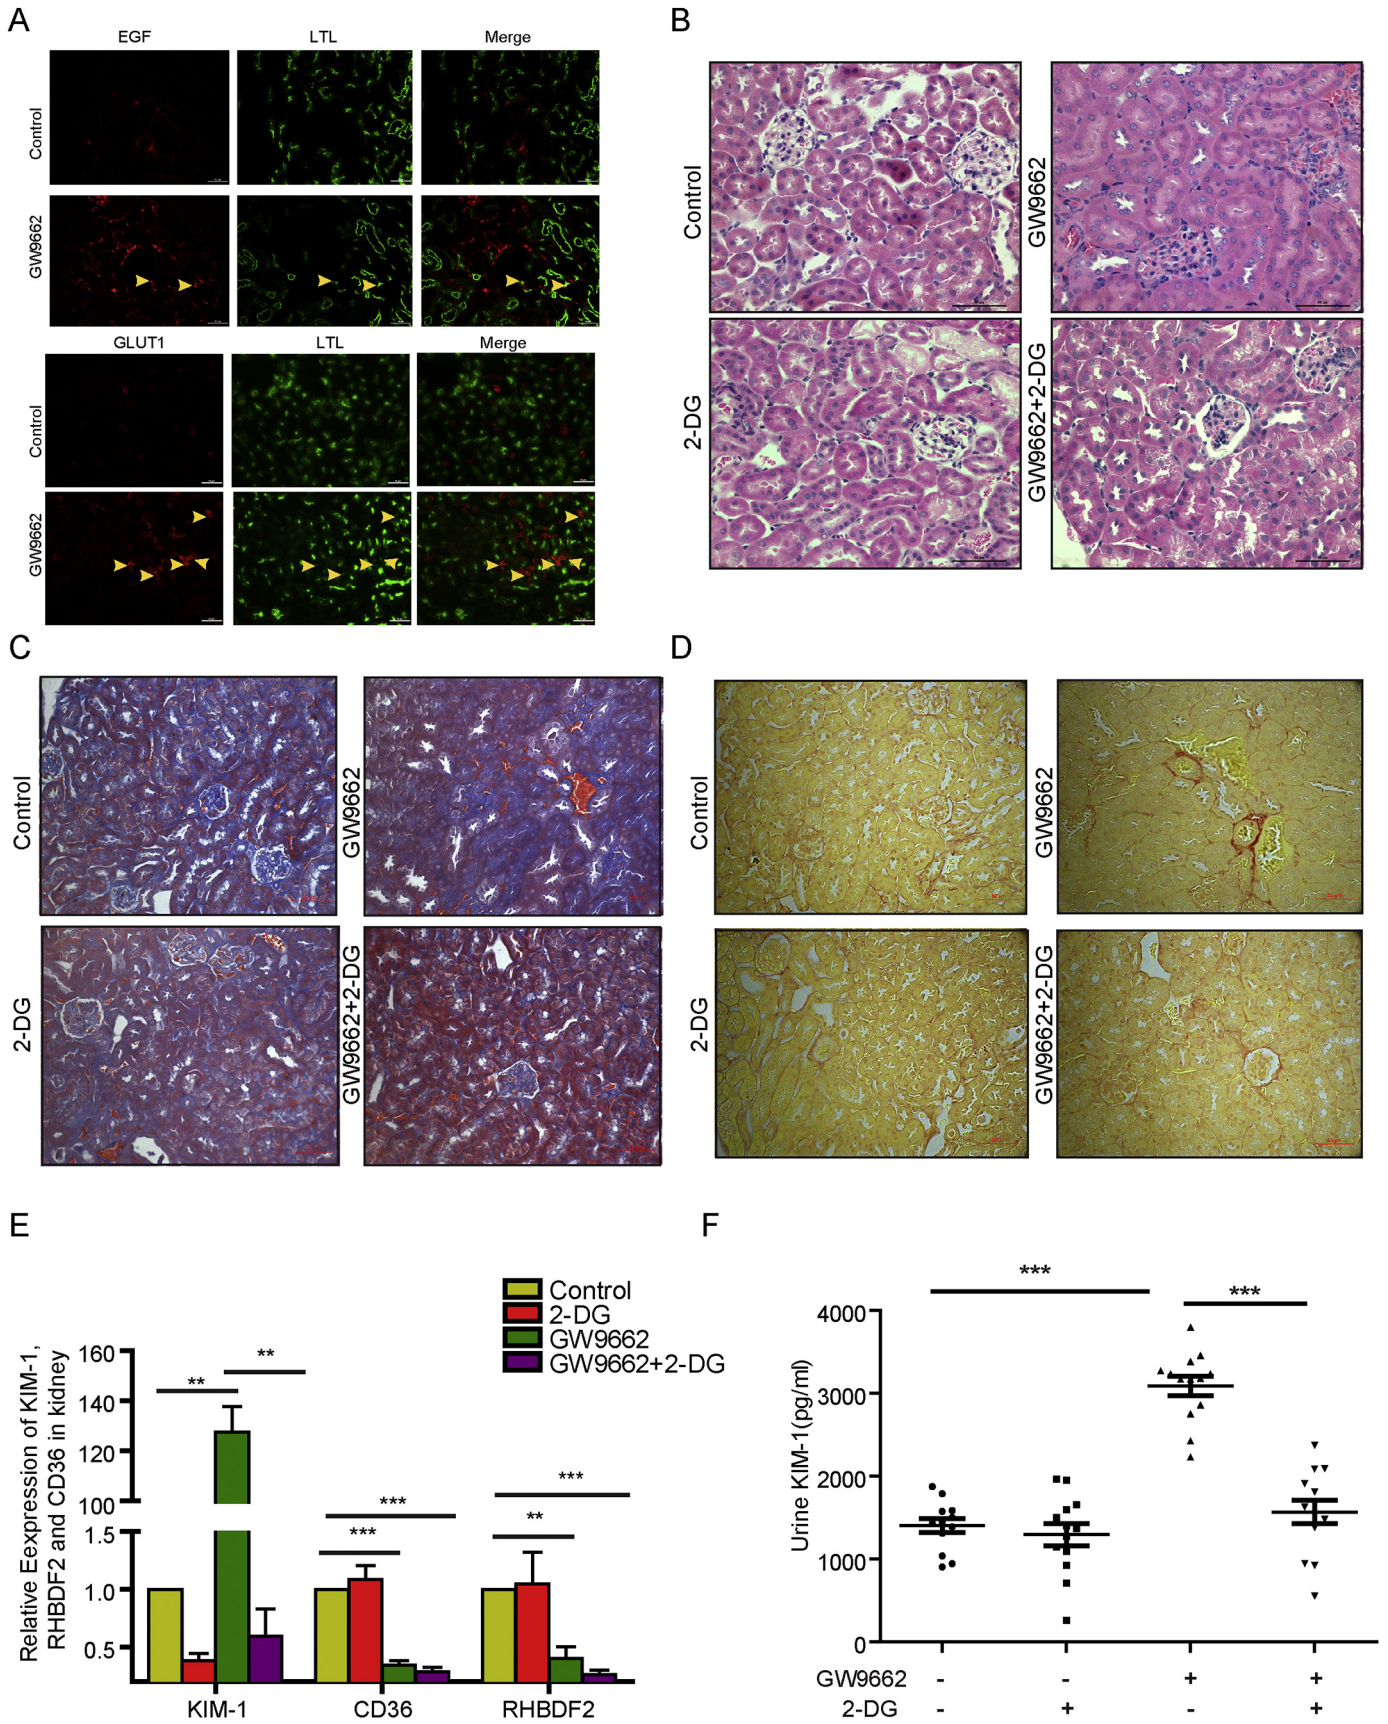 A
EGF LTL Merge
Control
GW9662
GLUT1 LTL Merge
Control
GW9662
B
Control
GW9662
2-DG
GW9662+2-DG
C
Control
GW9662
2-DG
GW9662+2-DG
D
Control
GW9662
2-DG
GW9662+2-DG
E
Control
2-DG
GW9662
GW9662+2-DG
Relative Eexpression of KIM-1,
RHBDF2 and CD36 in kidney
160
140
120
100
1.5
1.0
0.5
** **
*** ***
** ***
KIM-1 CD36 RHBDF2
F
*** ***
Urine KIM-1(pg/ml)
4000
3000
2000
1000
0
GW9662 - - + +
2-DG - + - +